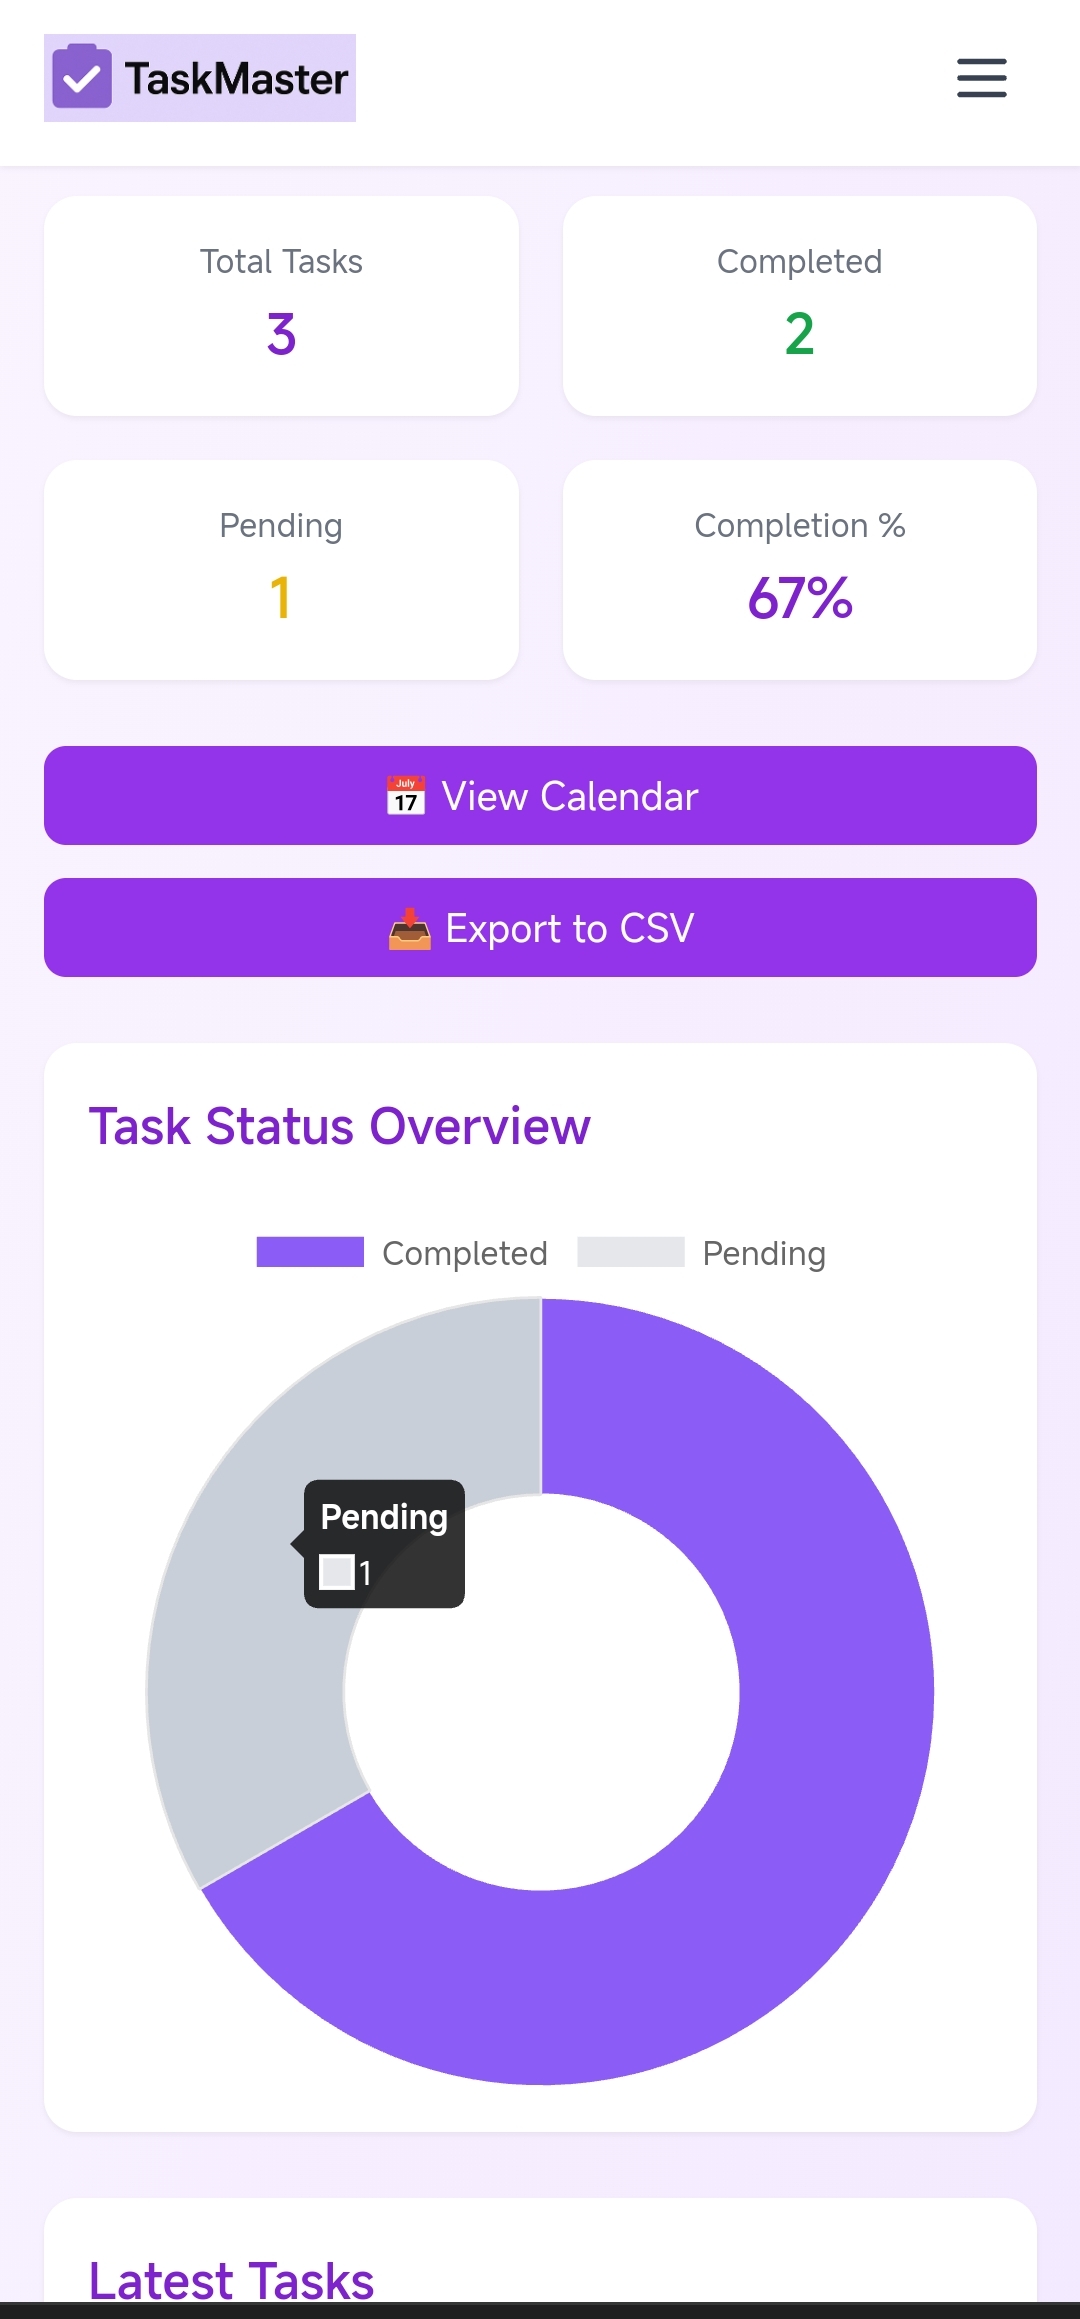 TaskMaster
Total Tasks
3
Completed
2
Pending
1
Completion %
67%
July
17
View Calendar
Export to CSV
Task Status Overview
Completed
Pending
Pending
1
Latest Tasks